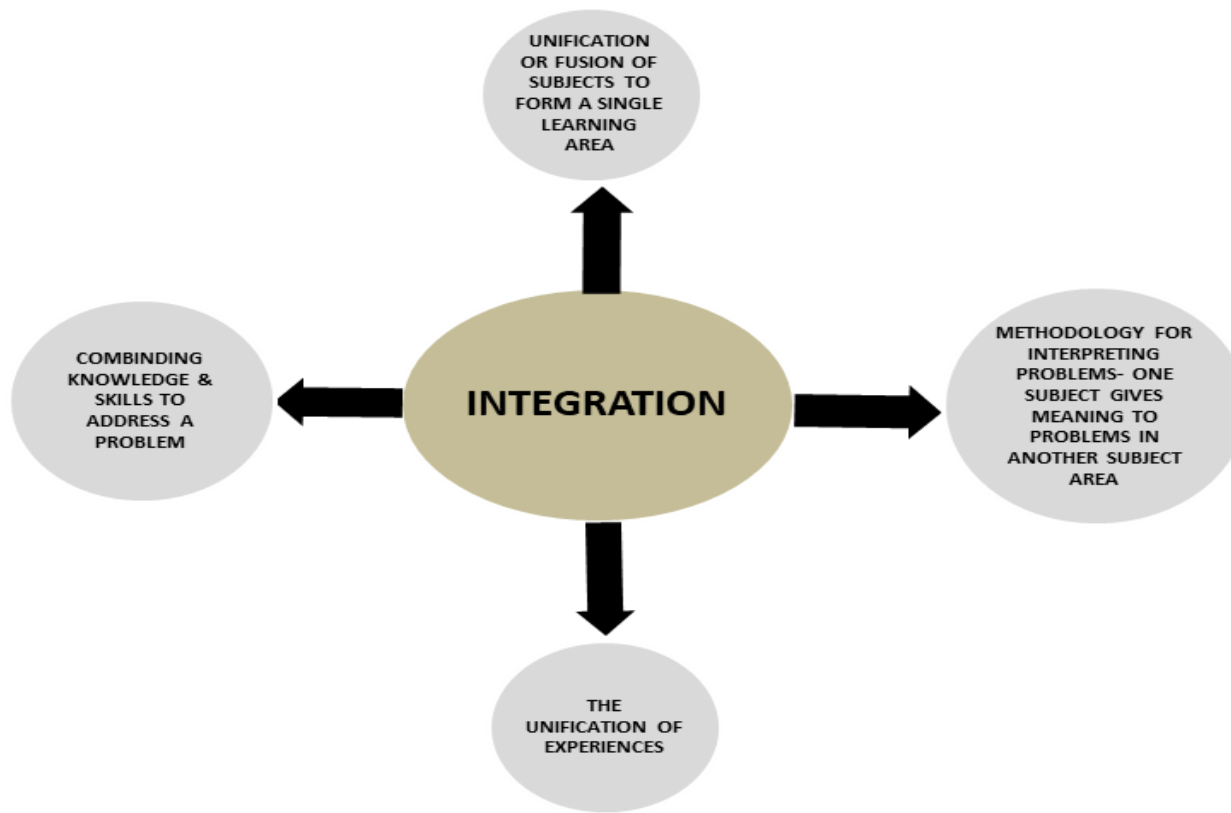 UNIFICATION
OR FUSION OF
SUBJECTS TO
FORM A SINGLE
LEARNING
AREA
COMBINDING
KNOWLEDGE &
SKILLS TO
ADDRESS A
PROBLEM
INTEGRATION
METHODOLOGY FOR
INTERPRETING
PROBLEMS- ONE
SUBJECT GIVES
MEANING TO
PROBLEMS IN
ANOTHER SUBJECT
AREA
THE
UNIFICATION OF
EXPERIENCES